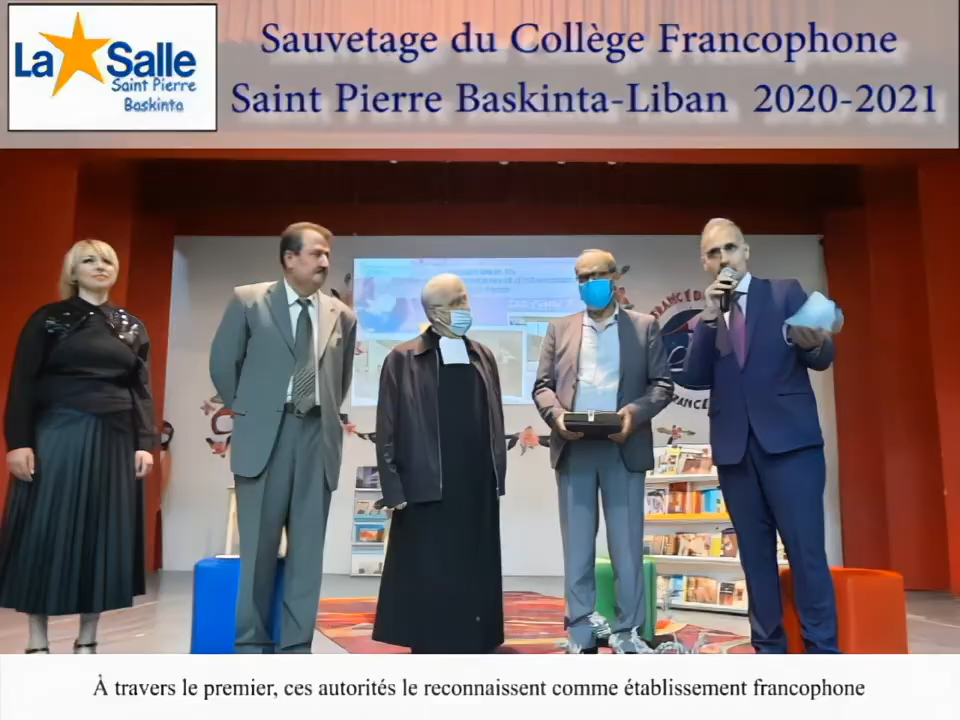 La Salle
Saint Pierre
Baskinta
Sauvetage du Collège Francophone
Saint Pierre Baskinta-Liban 2020-2021
À travers le premier, ces autorités le reconnaissent comme établissement francophone